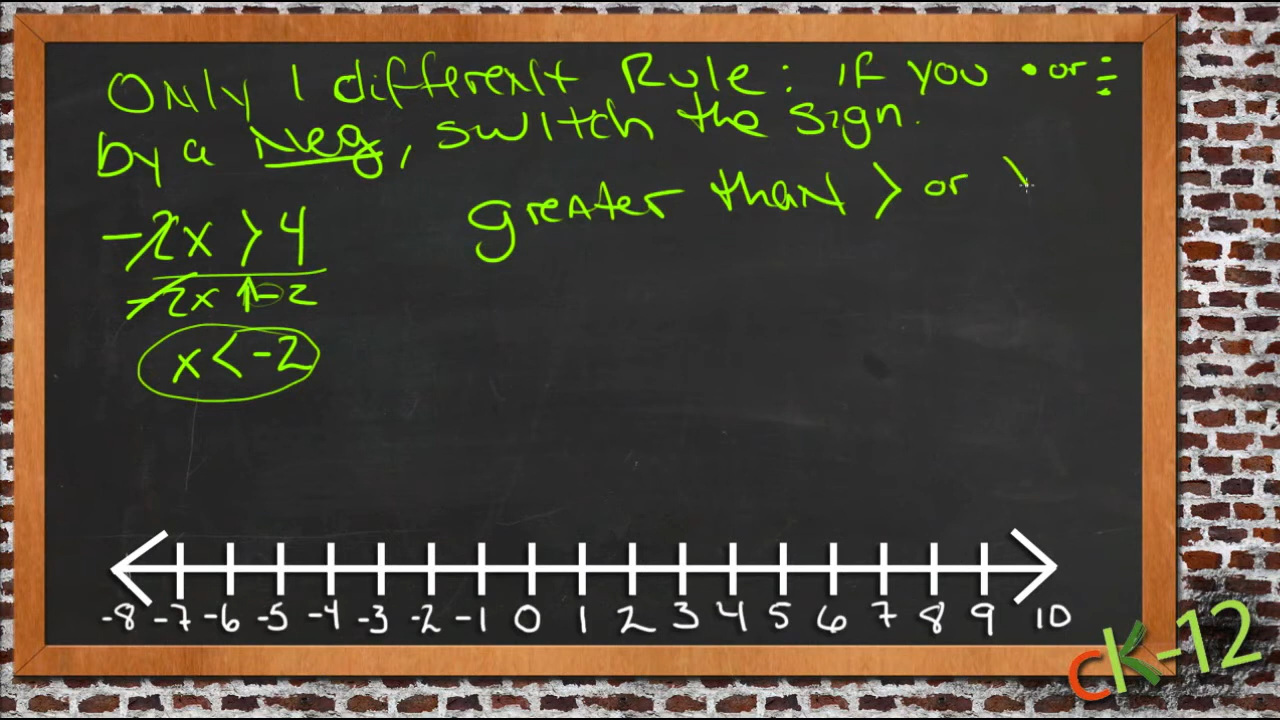 Only 1 different Rule: if you • or ÷
by a Neg, switch the sign.
greater than > or
-2x > 4
-2x -2
x < -2
-8 -7 -6 -5 -4 -3 -2 -1 0 1 2 3 4 5 6 7 8 9 10
CK-12